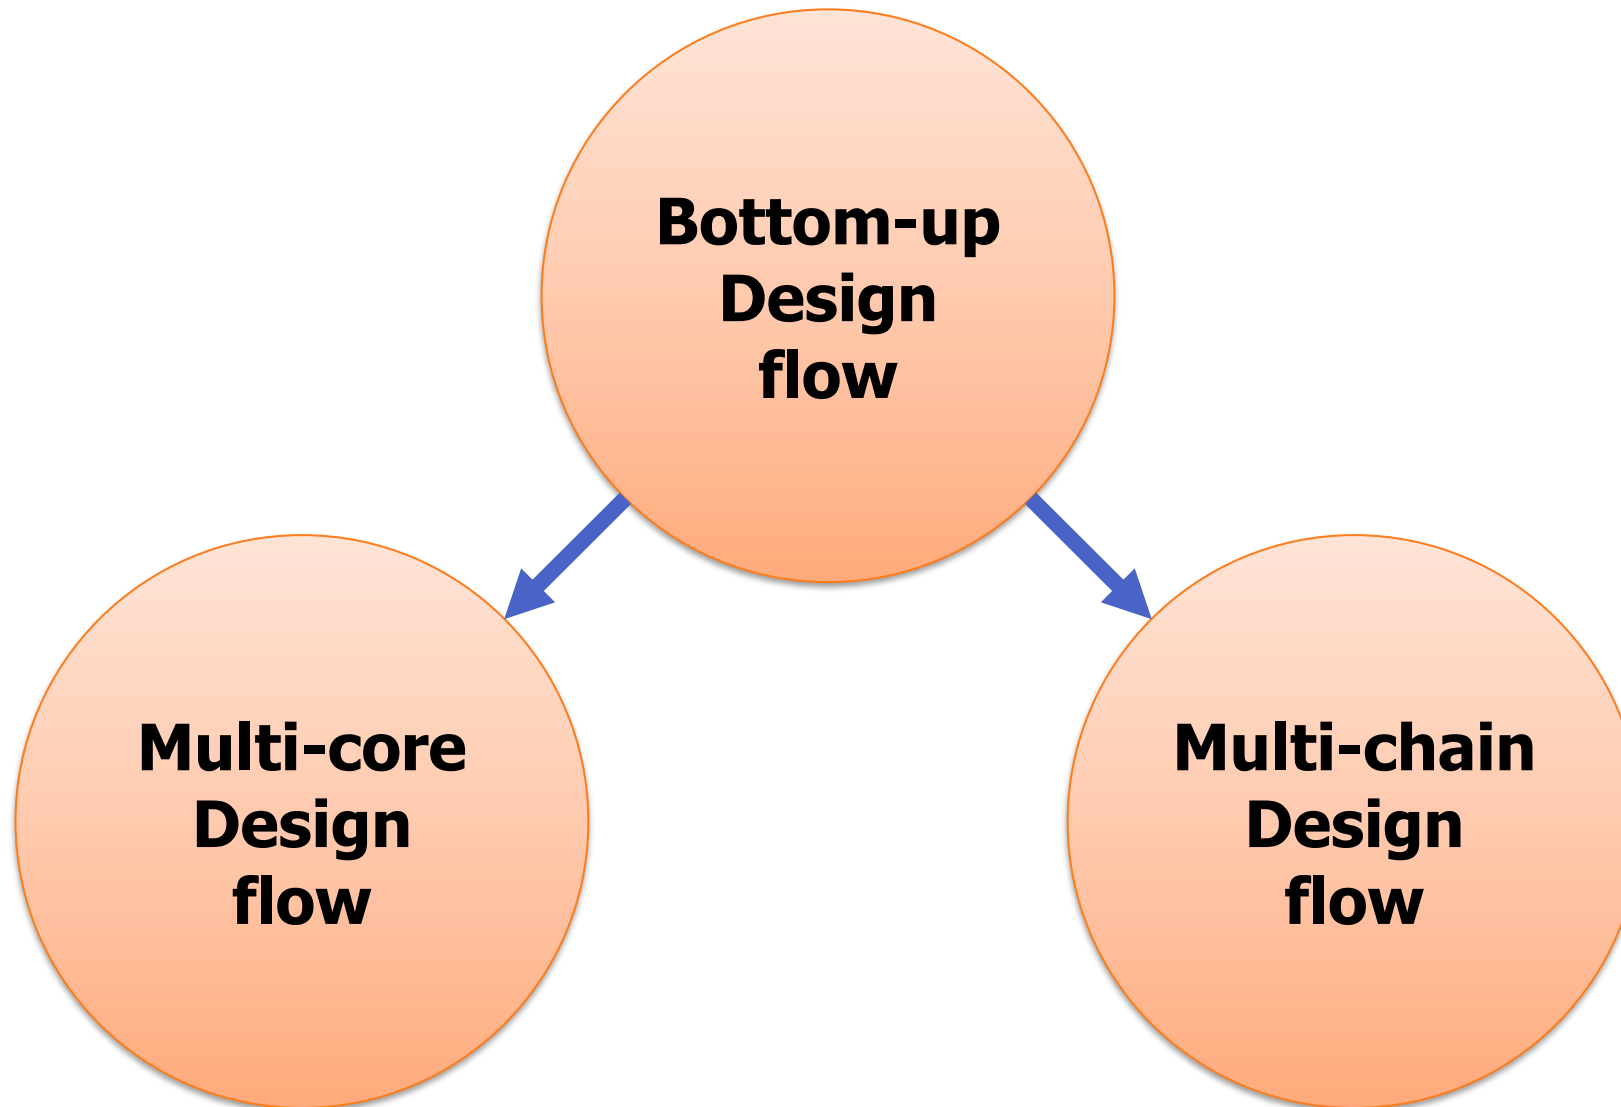 Bottom-up
Design
flow
Multi-core
Design
flow
Multi-chain
Design
flow